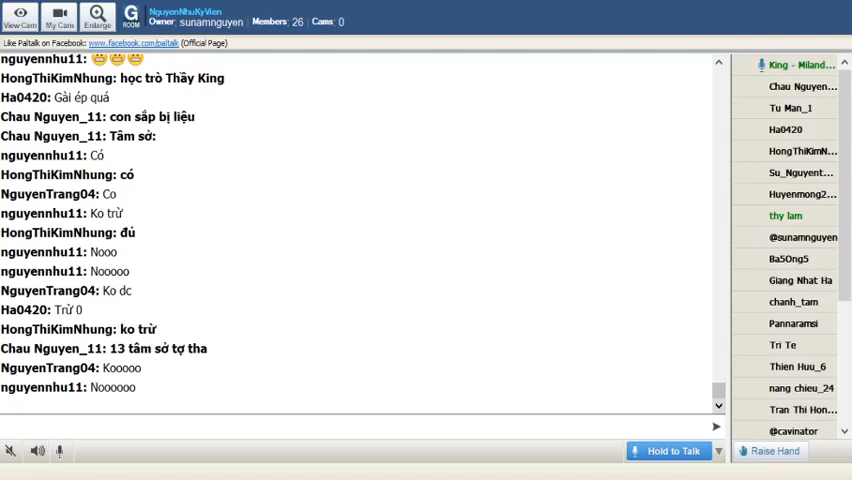 View Cam
My Cam
Enlarge
G
ROOM
NguyenNhuKyVien
Owner: sunamnguyen Members: 26 Cams: 0
Like Paltalk on Facebook: www.facebook.com/paltalk (Official Page)
nguyennhu11:
HongThiKimNhung: học trò Thầy King
Ha0420: Gài ép quá
Chau Nguyen_11: con sắp bị liệu
Chau Nguyen_11: Tâm sở:
nguyennhu11: Có
HongThiKimNhung: có
NguyenTrang04: Co
nguyennhu11: Ko trừ
HongThiKimNhung: đủ
nguyennhu11: Nooo
nguyennhu11: Nooooo
NguyenTrang04: Ko dc
Ha0420: Trừ 0
HongThiKimNhung: ko trừ
Chau Nguyen_11: 13 tâm sở tợ tha
NguyenTrang04: Kooooo
nguyennhu11: Noooooo
Hold to Talk
King - Miland...
Chau Nguyen...
Tu Man_1
Ha0420
HongThiKimN...
Su_Nguyent...
Huyenmong2...
thy lam
@sunamnguyen
Ba5Ong5
Giang Nhat Ha
chanh_tam
Pannaramsi
Tri Te
Thien Huu_6
nang chieu_24
Tran Thi Hon...
@cavinator
Raise Hand